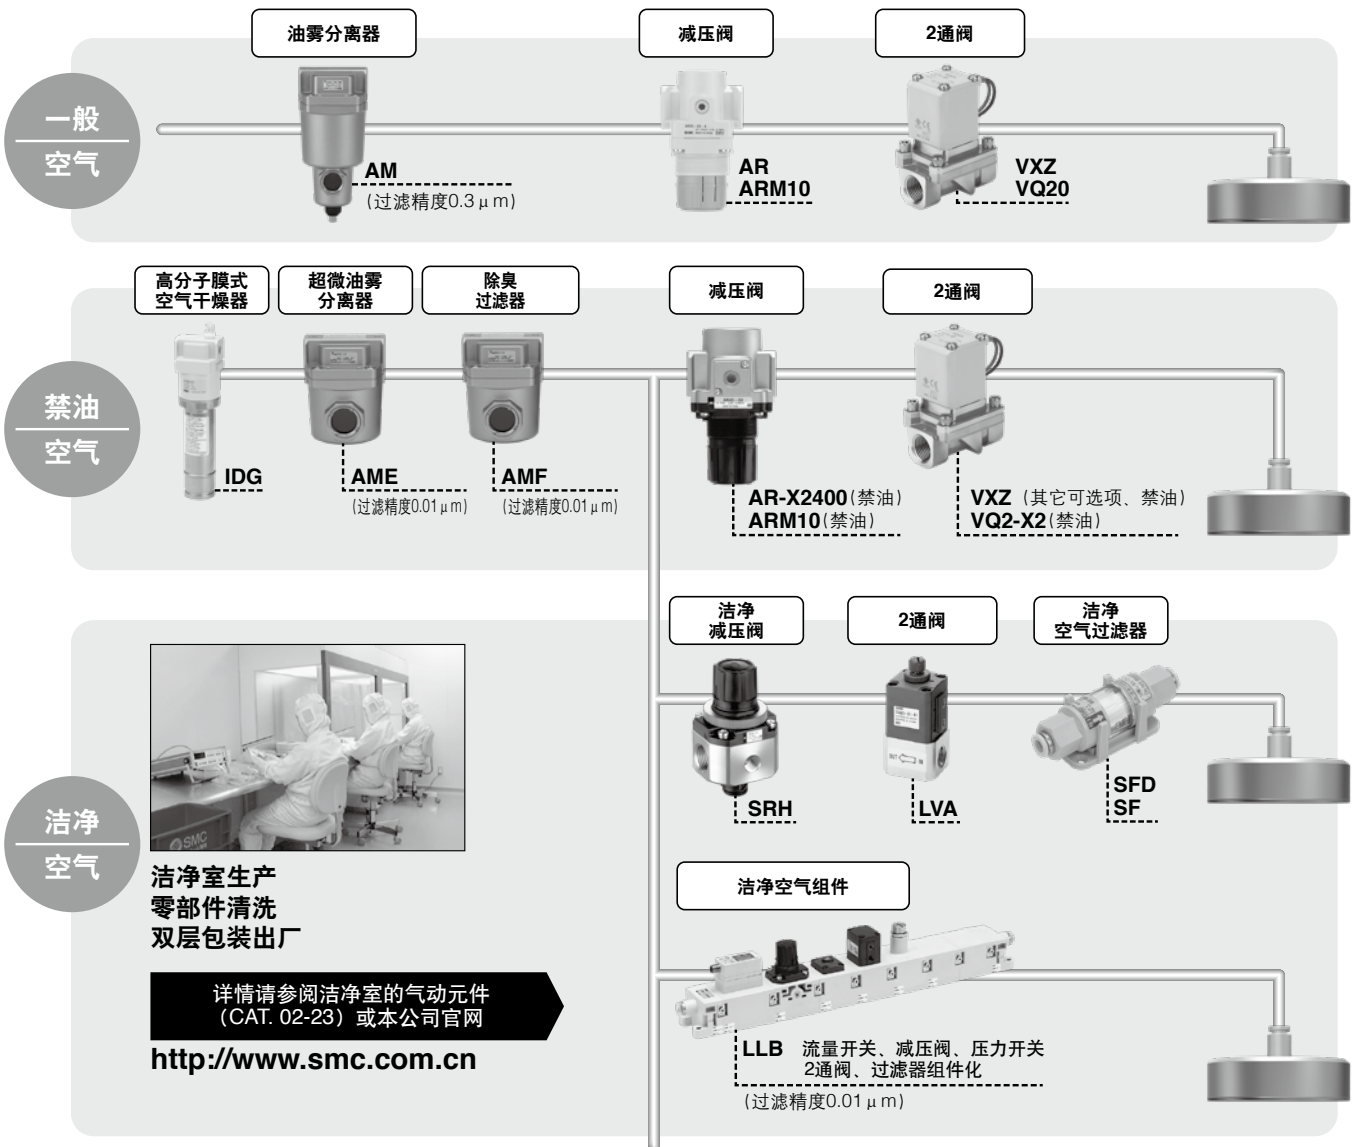 油雾分离器
减压阀
2通阀
一般
空气
AM
(过滤精度0.3μm)
AR
ARM10
VXZ
VQ20
高分子膜式
空气干燥器
超微油雾
分离器
除臭
过滤器
减压阀
2通阀
禁油
空气
IDG
AME
(过滤精度0.01μm)
AMF
(过滤精度0.01μm)
AR-X2400(禁油)
ARM10(禁油)
VXZ (其它可选项、禁油)
VQ2-X2(禁油)
洁净
减压阀
2通阀
洁净
空气过滤器
OUT IN
SRH
LVA
SFD
SF
洁净
空气
SMC
洁净室生产
零部件清洗
双层包装出厂
详情请参阅洁净室的气动元件
(CAT. 02-23)或本公司官网
http://www.smc.com.cn
洁净空气组件
LLB 流量开关、减压阀、压力开关
2通阀、过滤器组件化
(过滤精度0.01μm)